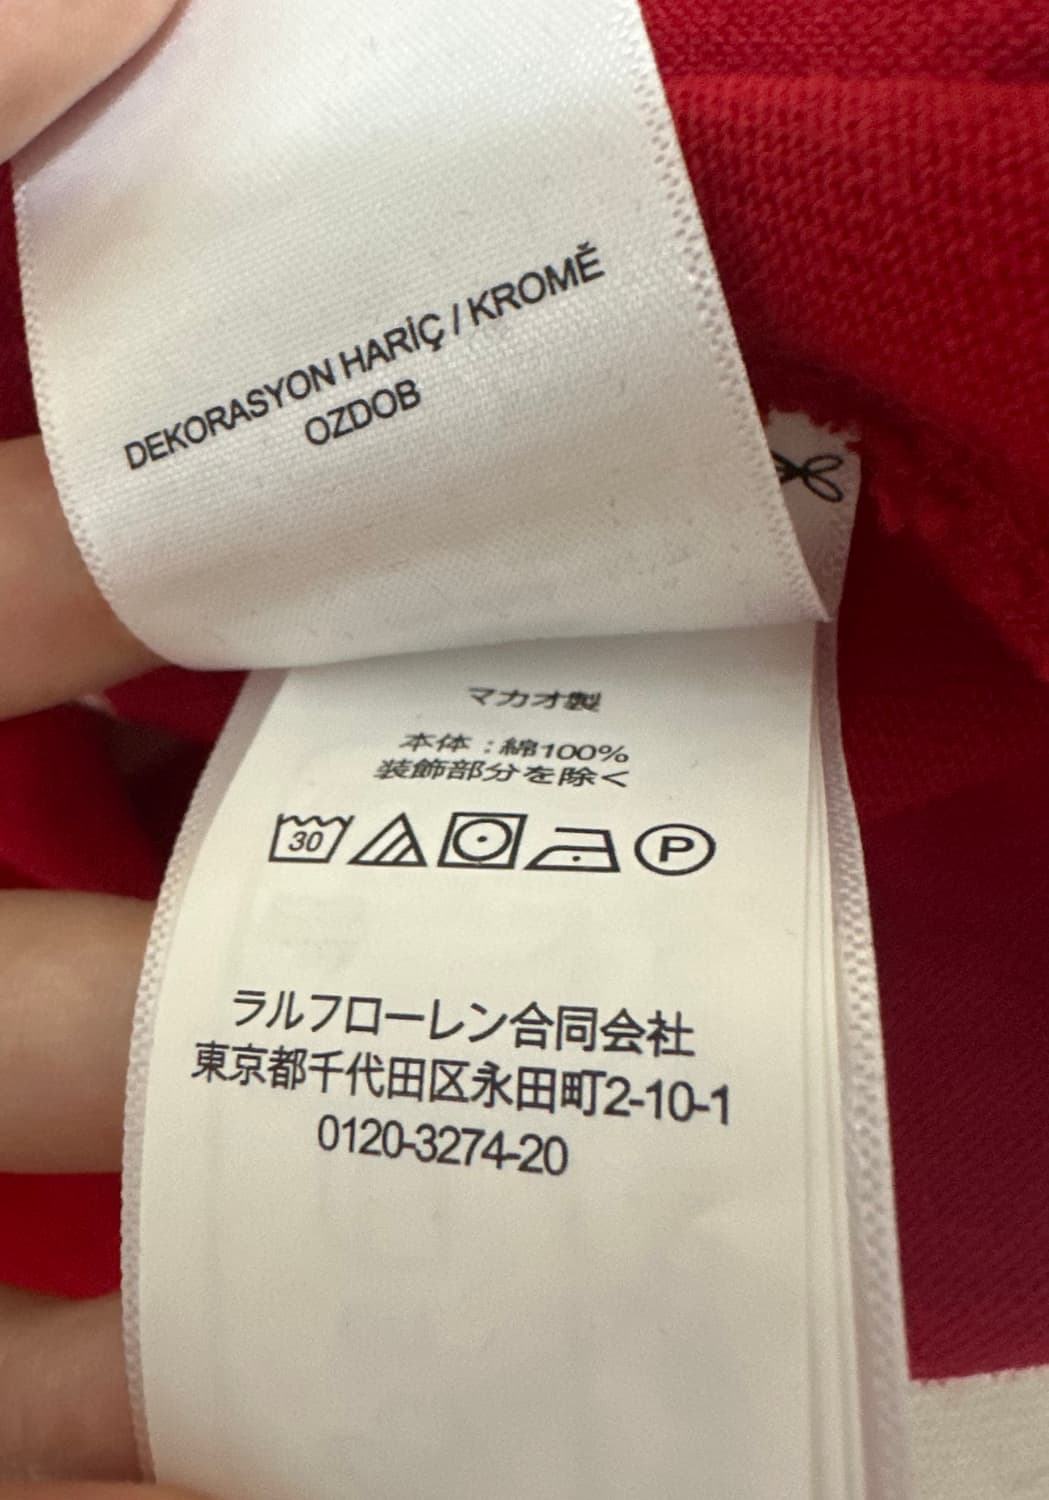 DEKORASYON HARİÇ / KROMĚ
OZDOB
マカオ製
本体：綿100%
装飾部分を除く
30
P
ラルフローレン合同会社
東京都千代田区永田町2-10-1
0120-3274-20